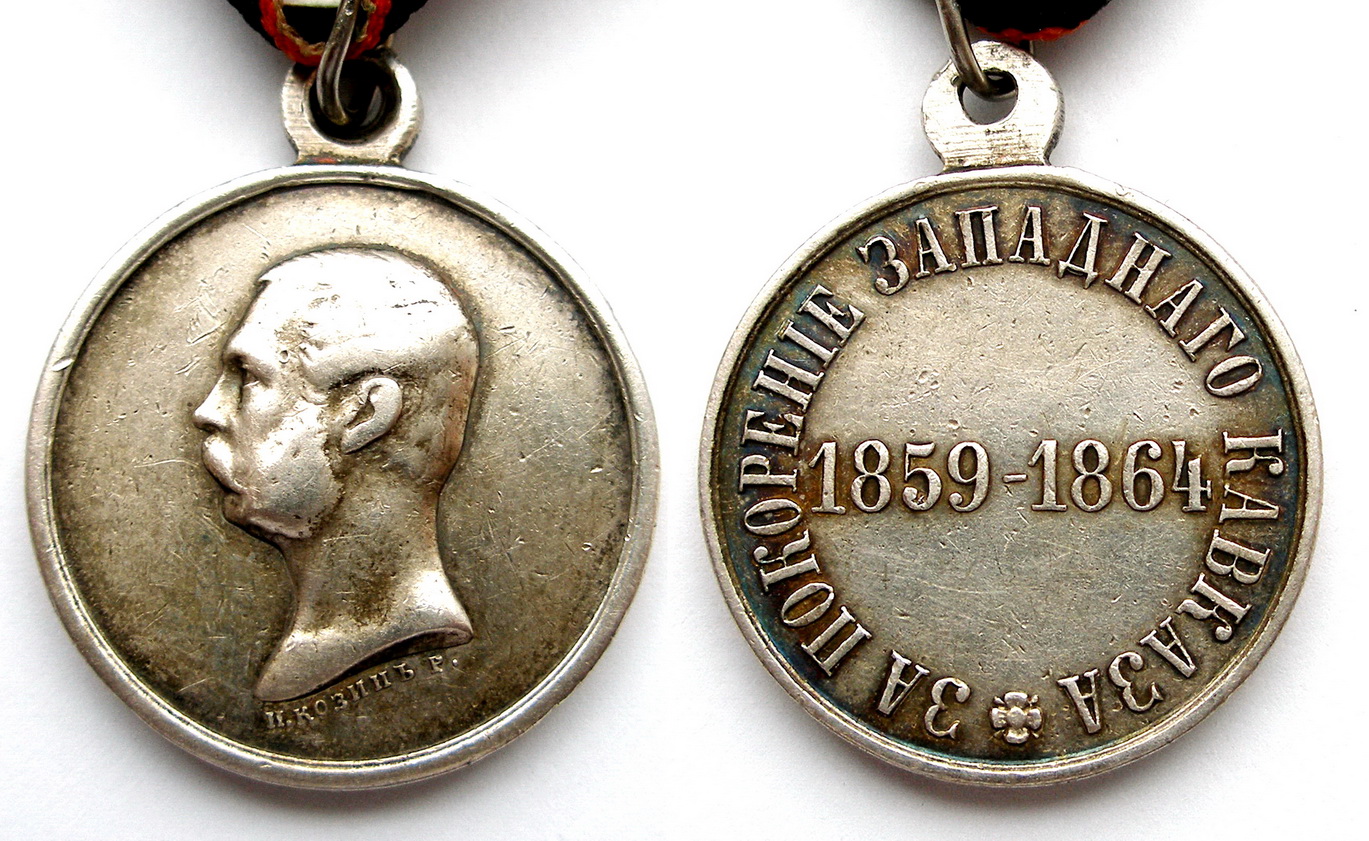 П.КОЗИНЪ Р.
ЗА ПОКОРЕНІЕ ЗАПАДНАГО КАВКАЗА
1859-1864